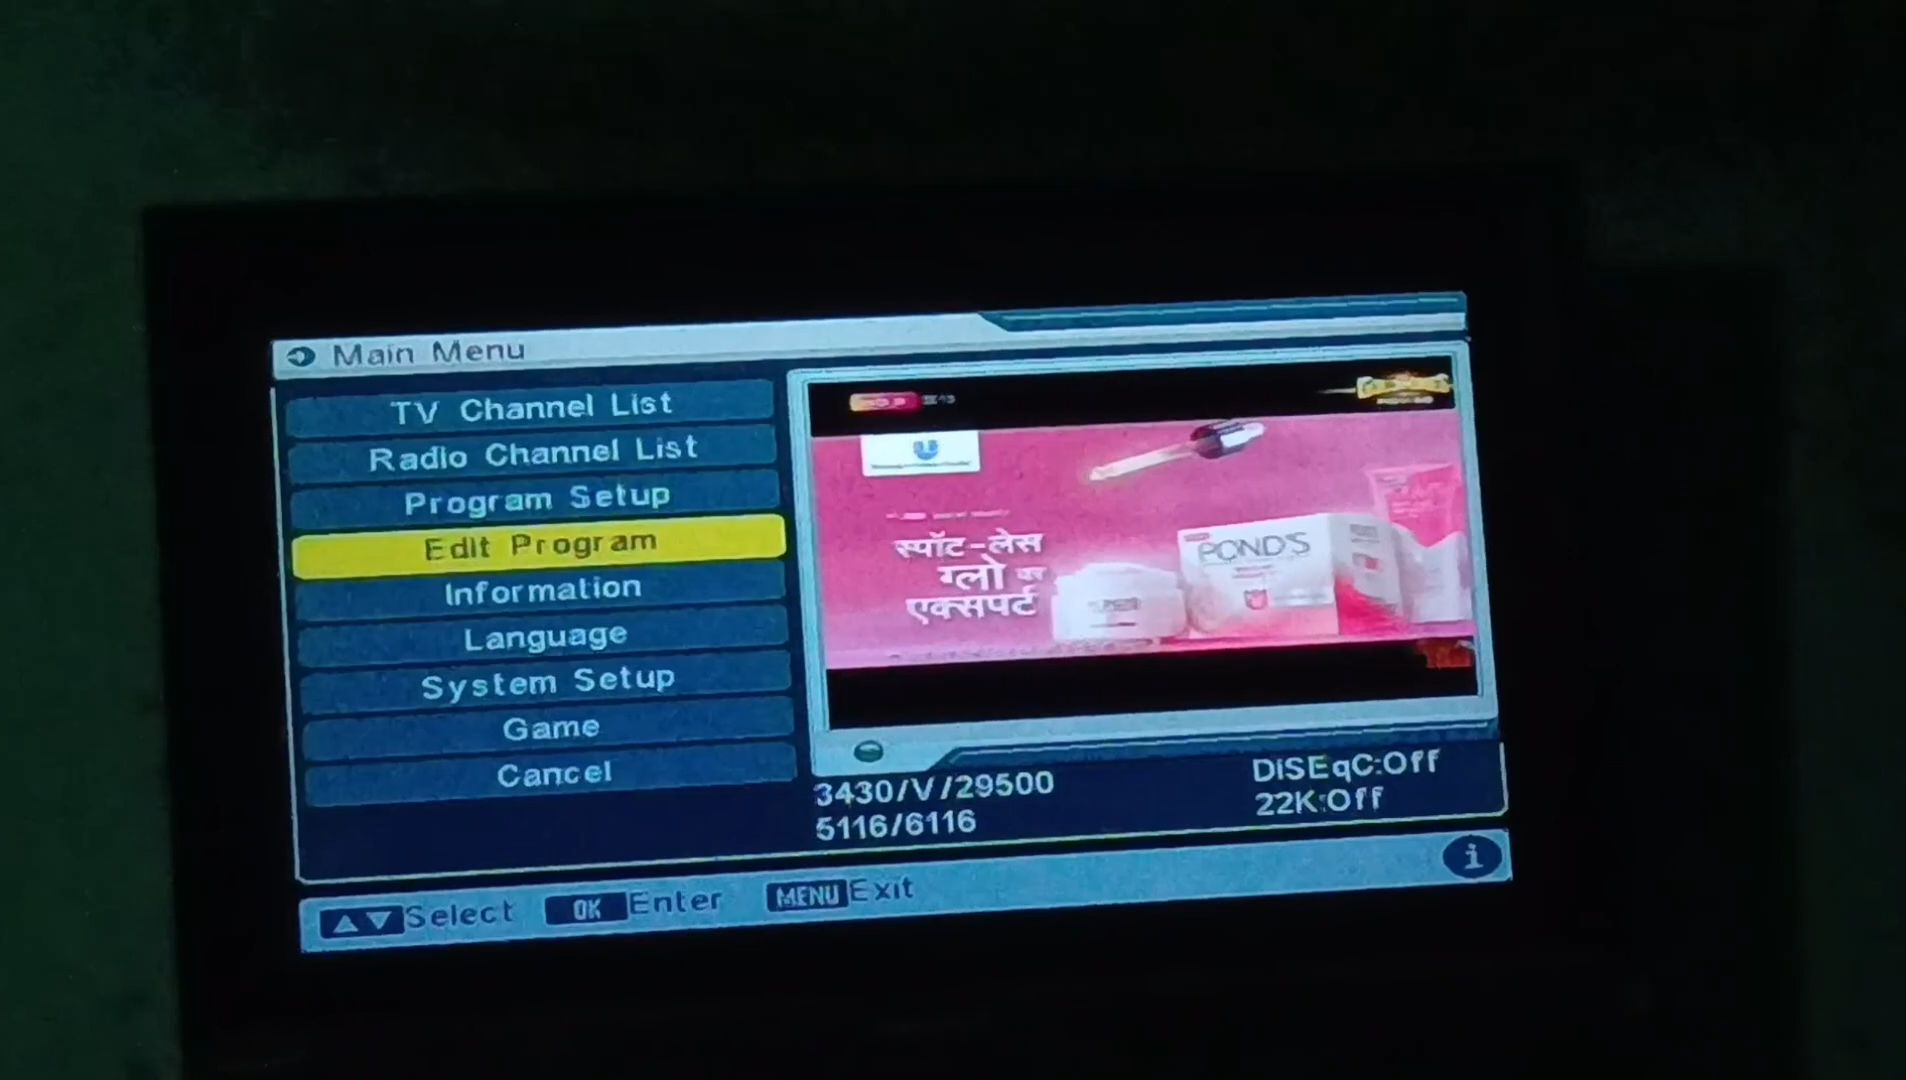 Main Menu
TV Channel List
Radio Channel List
Program Setup
Edit Program
Information
Language
System Setup
Game
Cancel
स्पॉट-लेस
ग्लो
एक्सपर्ट
POND'S
3430/V/29500
5116/6116
DiSEqC:Off
22K:Off
Select OK Enter MENU Exit
i